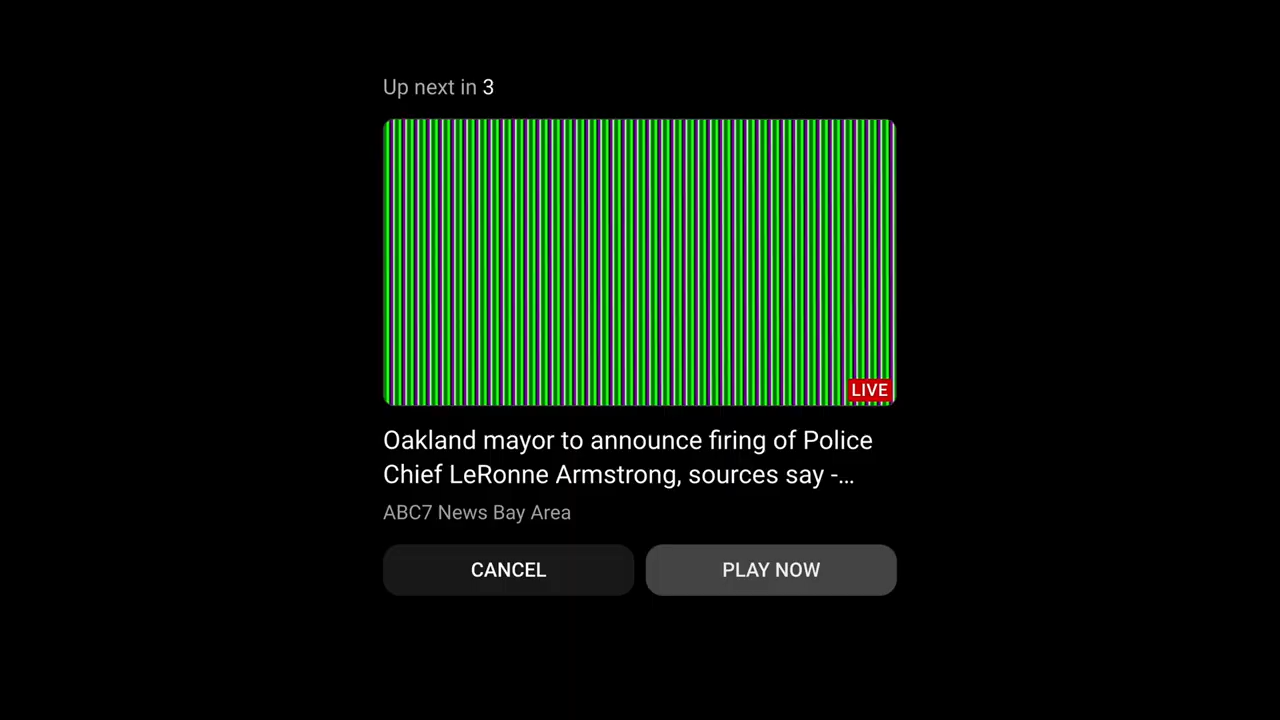 Up next in 3
LIVE
Oakland mayor to announce firing of Police
Chief LeRonne Armstrong, sources say -...
ABC7 News Bay Area
CANCEL
PLAY NOW